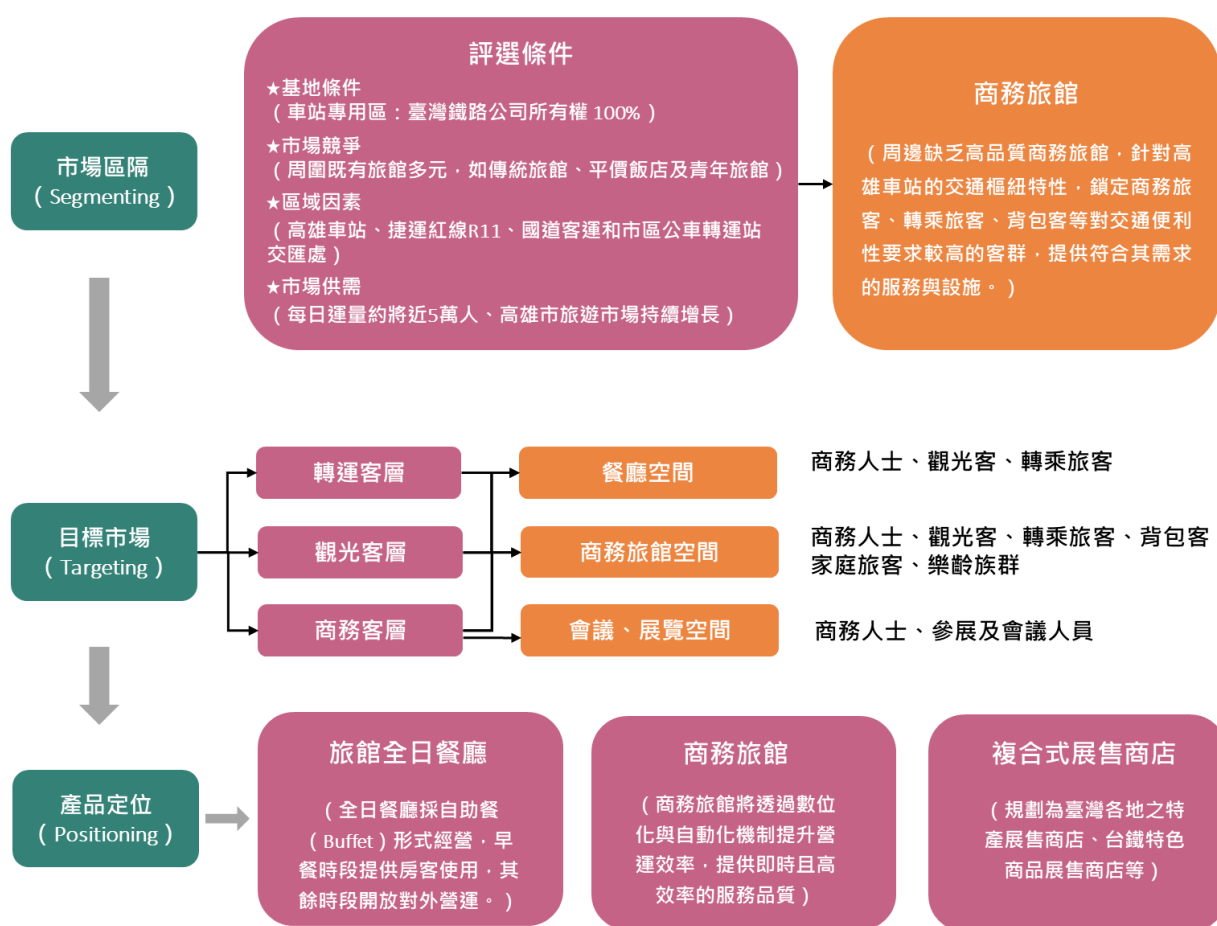 市場區隔
( Segmenting )
評選條件
★基地條件
（車站專用區：臺灣鐵路公司所有權 100%）
★市場競爭
（周圍既有旅館多元，如傳統旅館、平價飯店及青年旅館）
★區域因素
（高雄車站、捷運紅線R11、國道客運和市區公車轉運站
交匯處）
★市場供需
（每日運量約將近5萬人、高雄市旅遊市場持續增長）
商務旅館
（周邊缺乏高品質商務旅館，針對高
雄車站的交通樞紐特性，鎖定商務旅
客、轉乘旅客、背包客等對交通便利
性要求較高的客群，提供符合其需求
的服務與設施。）
目標市場
( Targeting )
轉運客層
餐廳空間
商務人士、觀光客、轉乘旅客
觀光客層
商務旅館空間
商務人士、觀光客、轉乘旅客、背包客
家庭旅客、樂齡族群
商務客層
會議、展覽空間
商務人士、參展及會議人員
產品定位
( Positioning )
旅館全日餐廳
（全日餐廳採自助餐
（Buffet）形式經營，早
餐時段提供房客使用，其
餘時段開放對外營運。）
商務旅館
（商務旅館將透過數位
化與自動化機制提升營
運效率，提供即時且高
效率的服務品質）
複合式展售商店
（規劃為臺灣各地之特
產展售商店、台鐵特色
商品展售商店等）